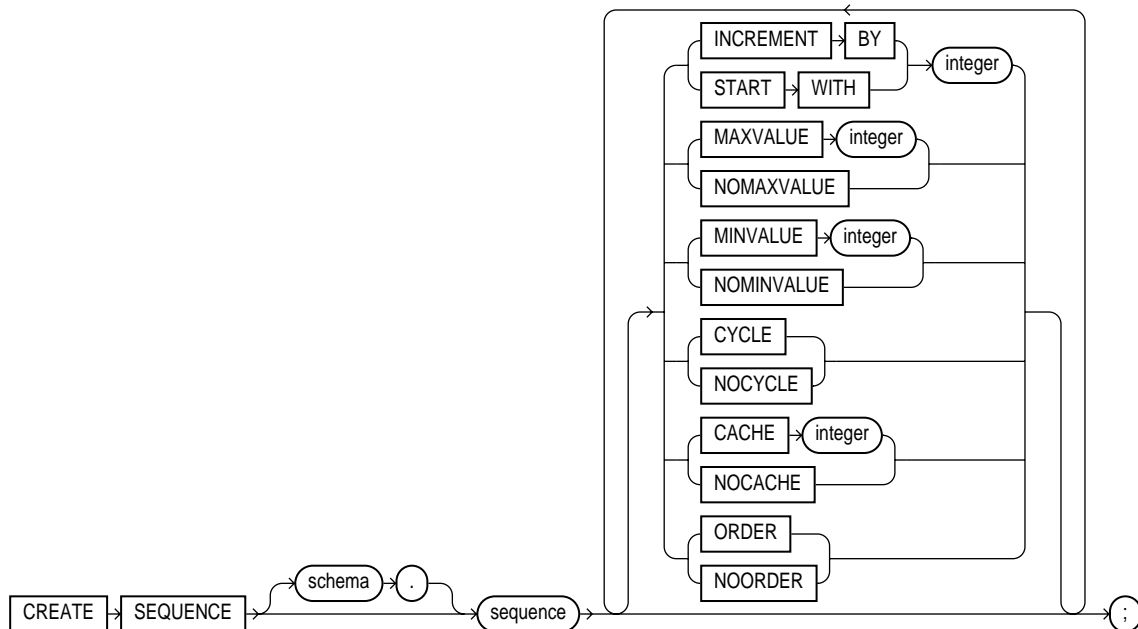 INCREMENT BY
integer
START WITH
MAXVALUE integer
NOMAXVALUE
MINVALUE integer
NOMINVALUE
CYCLE
NOCYCLE
CACHE integer
NOCACHE
ORDER
NOORDER
schema .
CREATE SEQUENCE sequence ;